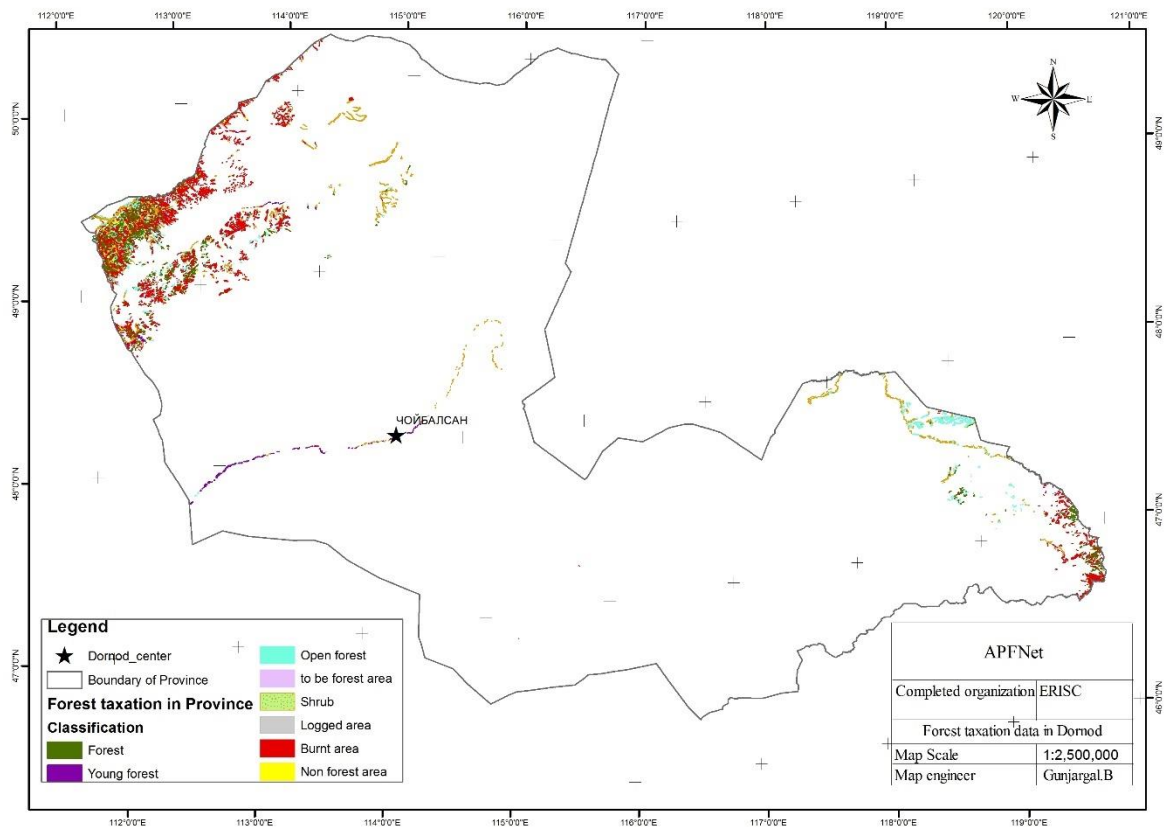 112°0'0"E 113°0'0"E 114°0'0"E 115°0'0"E 116°0'0"E 117°0'0"E 118°0'0"E 119°0'0"E 120°0'0"E 121°0'0"E
N
W E
S
50°0'0"N
49°0'0"N
48°0'0"N
47°0'0"N
49°0'0"N
48°0'0"N
47°0'0"N
46°0'0"N
ЧОЙБАЛСАН
Legend
Dornod_center
Boundary of Province
Forest taxation in Province
Classification
Forest
Young forest
Open forest
to be forest area
Shrub
Logged area
Burnt area
Non forest area
APFNet
Completed organization ERISC
Forest taxation data in Dornod
Map Scale 1:2,500,000
Map engineer Gunjargal.B
112°0'0"E 113°0'0"E 114°0'0"E 115°0'0"E 116°0'0"E 117°0'0"E 118°0'0"E 119°0'0"E